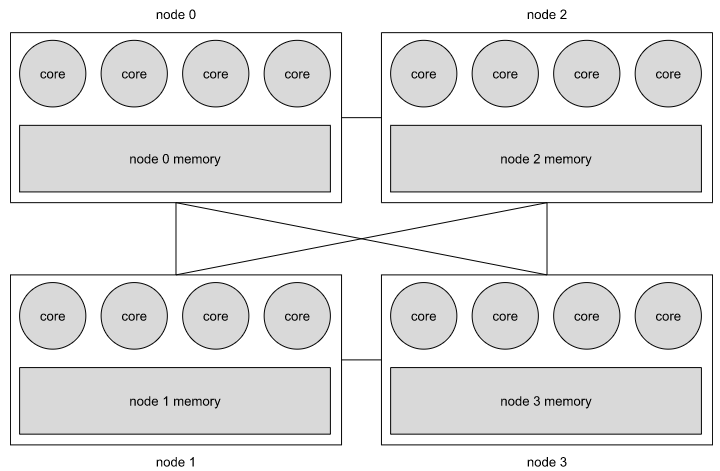 node 0
node 2
core core core core
core core core core
node 0 memory
node 2 memory
core core core core
core core core core
node 1 memory
node 3 memory
node 1
node 3